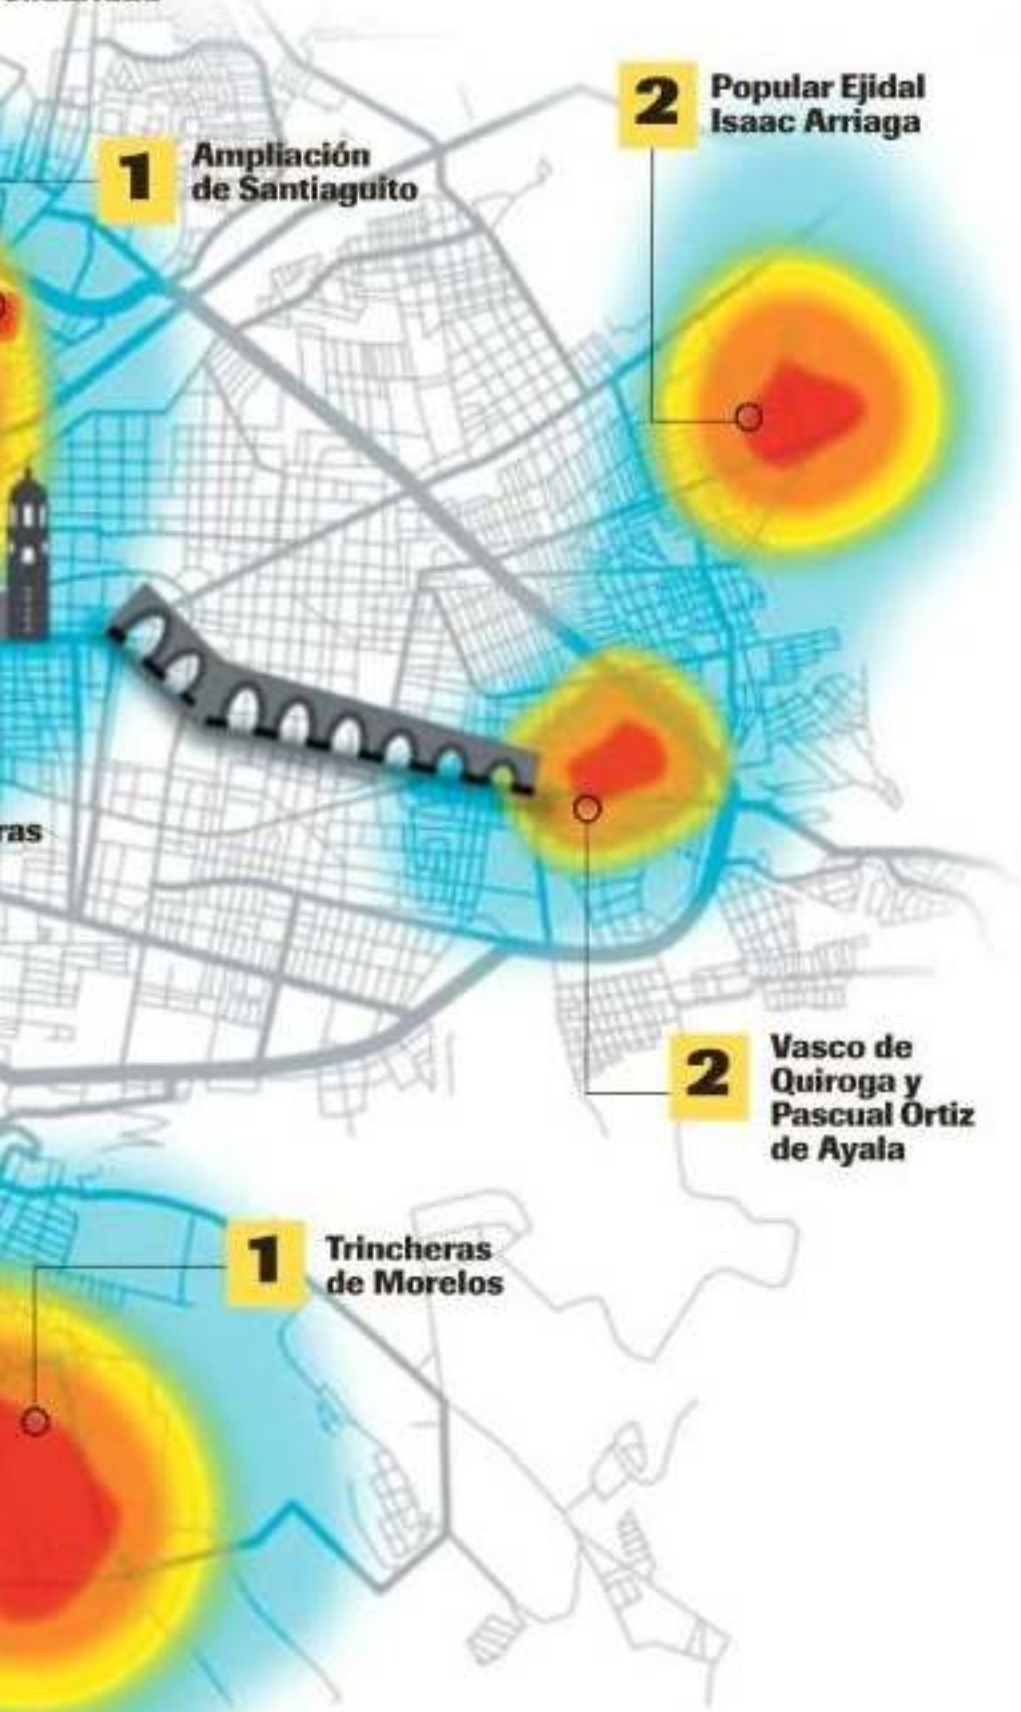 2
Popular Ejidal
Isaac Arriaga
1
Ampliación
de Santiaguito
ras
2
Vasco de
Quiroga y
Pascual Ortiz
de Ayala
1
Trincheras
de Morelos